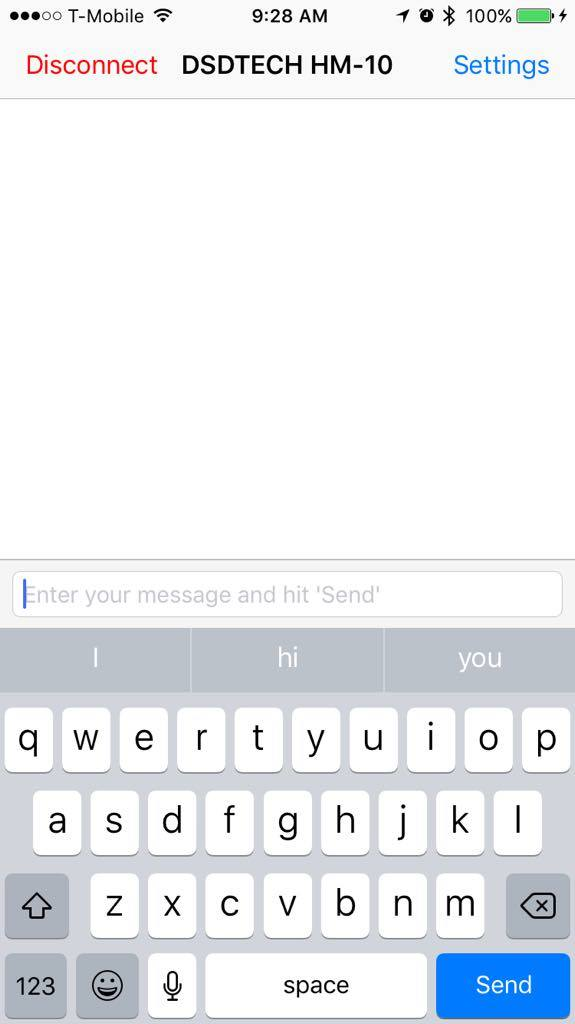 T-Mobile 9:28 AM 100%
Disconnect DSDTECH HM-10 Settings
Enter your message and hit 'Send'
I hi you
q w e r t y u i o p
a s d f g h j k l
z x c v b n m
123 space Send